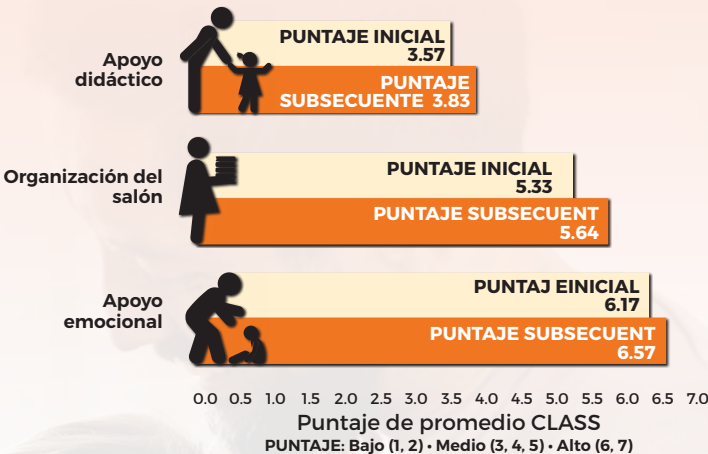 Apoyo
didáctico
PUNTAJE INICIAL
3.57
PUNTAJE
SUBSECUENTE 3.83
Organización del
salón
PUNTAJE INICIAL
5.33
PUNTAJE SUBSECUENT
5.64
Apoyo
emocional
PUNTAJ EINICIAL
6.17
PUNTAJE SUBSECUENT
6.57
0.0 0.5 1.0 1.5 2.0 2.5 3.5 4.0 4.5 5.0 5.5 6.0 6.5 7.0
Puntaje de promedio CLASS
PUNTAJE: Bajo (1, 2) • Medio (3, 4, 5) • Alto (6, 7)